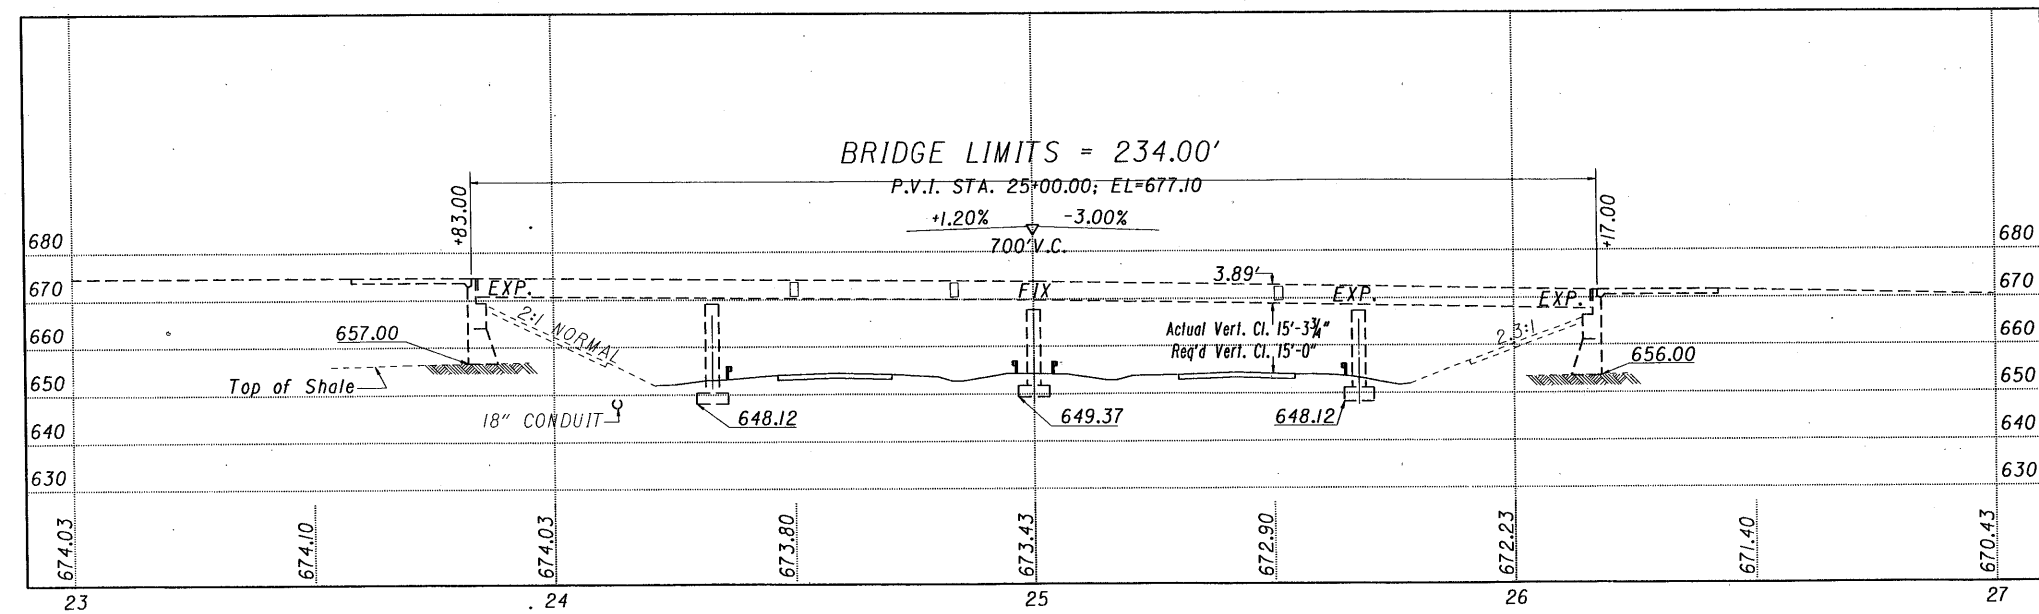 BRIDGE LIMITS = 234.00'
P.V.I. STA. 25+00.00; EL=677.10
+83.00
+17.00
+1.20% -3.00%
700' V.C.
680 680
3.89'
670 EXP. FIX EXP. EXP. 670
2:1 NORMAL
Actual Vert. Cl. 15'-3¾"
Req'd Vert. Cl. 15'-0"
2.3:1
660 660
657.00
656.00
Top of Shale
650 650
18" CONDUIT
648.12 649.37 648.12
640 640
630 630
674.03 674.10 674.03 673.80 673.43 672.90 672.23 671.40 670.43
23 24 25 26 27